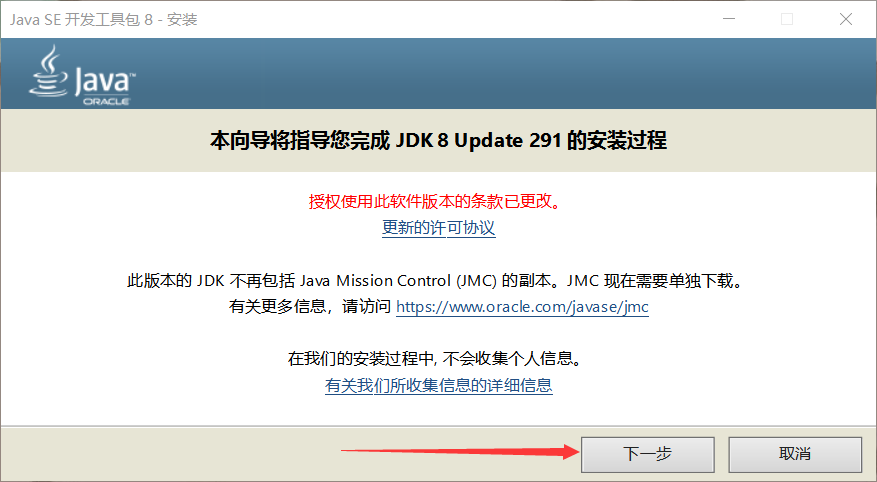 Java SE 开发工具包 8 - 安装
Java™
ORACLE
本向导将指导您完成 JDK 8 Update 291 的安装过程
授权使用此软件版本的条款已更改。
更新的许可协议
此版本的 JDK 不再包括 Java Mission Control (JMC) 的副本。JMC 现在需要单独下载。
有关更多信息，请访问 https://www.oracle.com/javase/jmc
在我们的安装过程中, 不会收集个人信息。
有关我们所收集信息的详细信息
下一步
取消